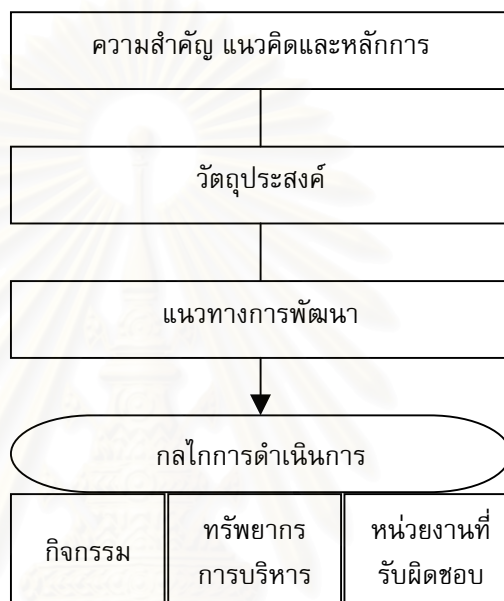 ความสำคัญ แนวคิดและหลักการ
วัตถุประสงค์
แนวทางการพัฒนา
กลไกการดำเนินการ
กิจกรรม
ทรัพยากร
การบริหาร
หน่วยงานที่
รับผิดชอบ